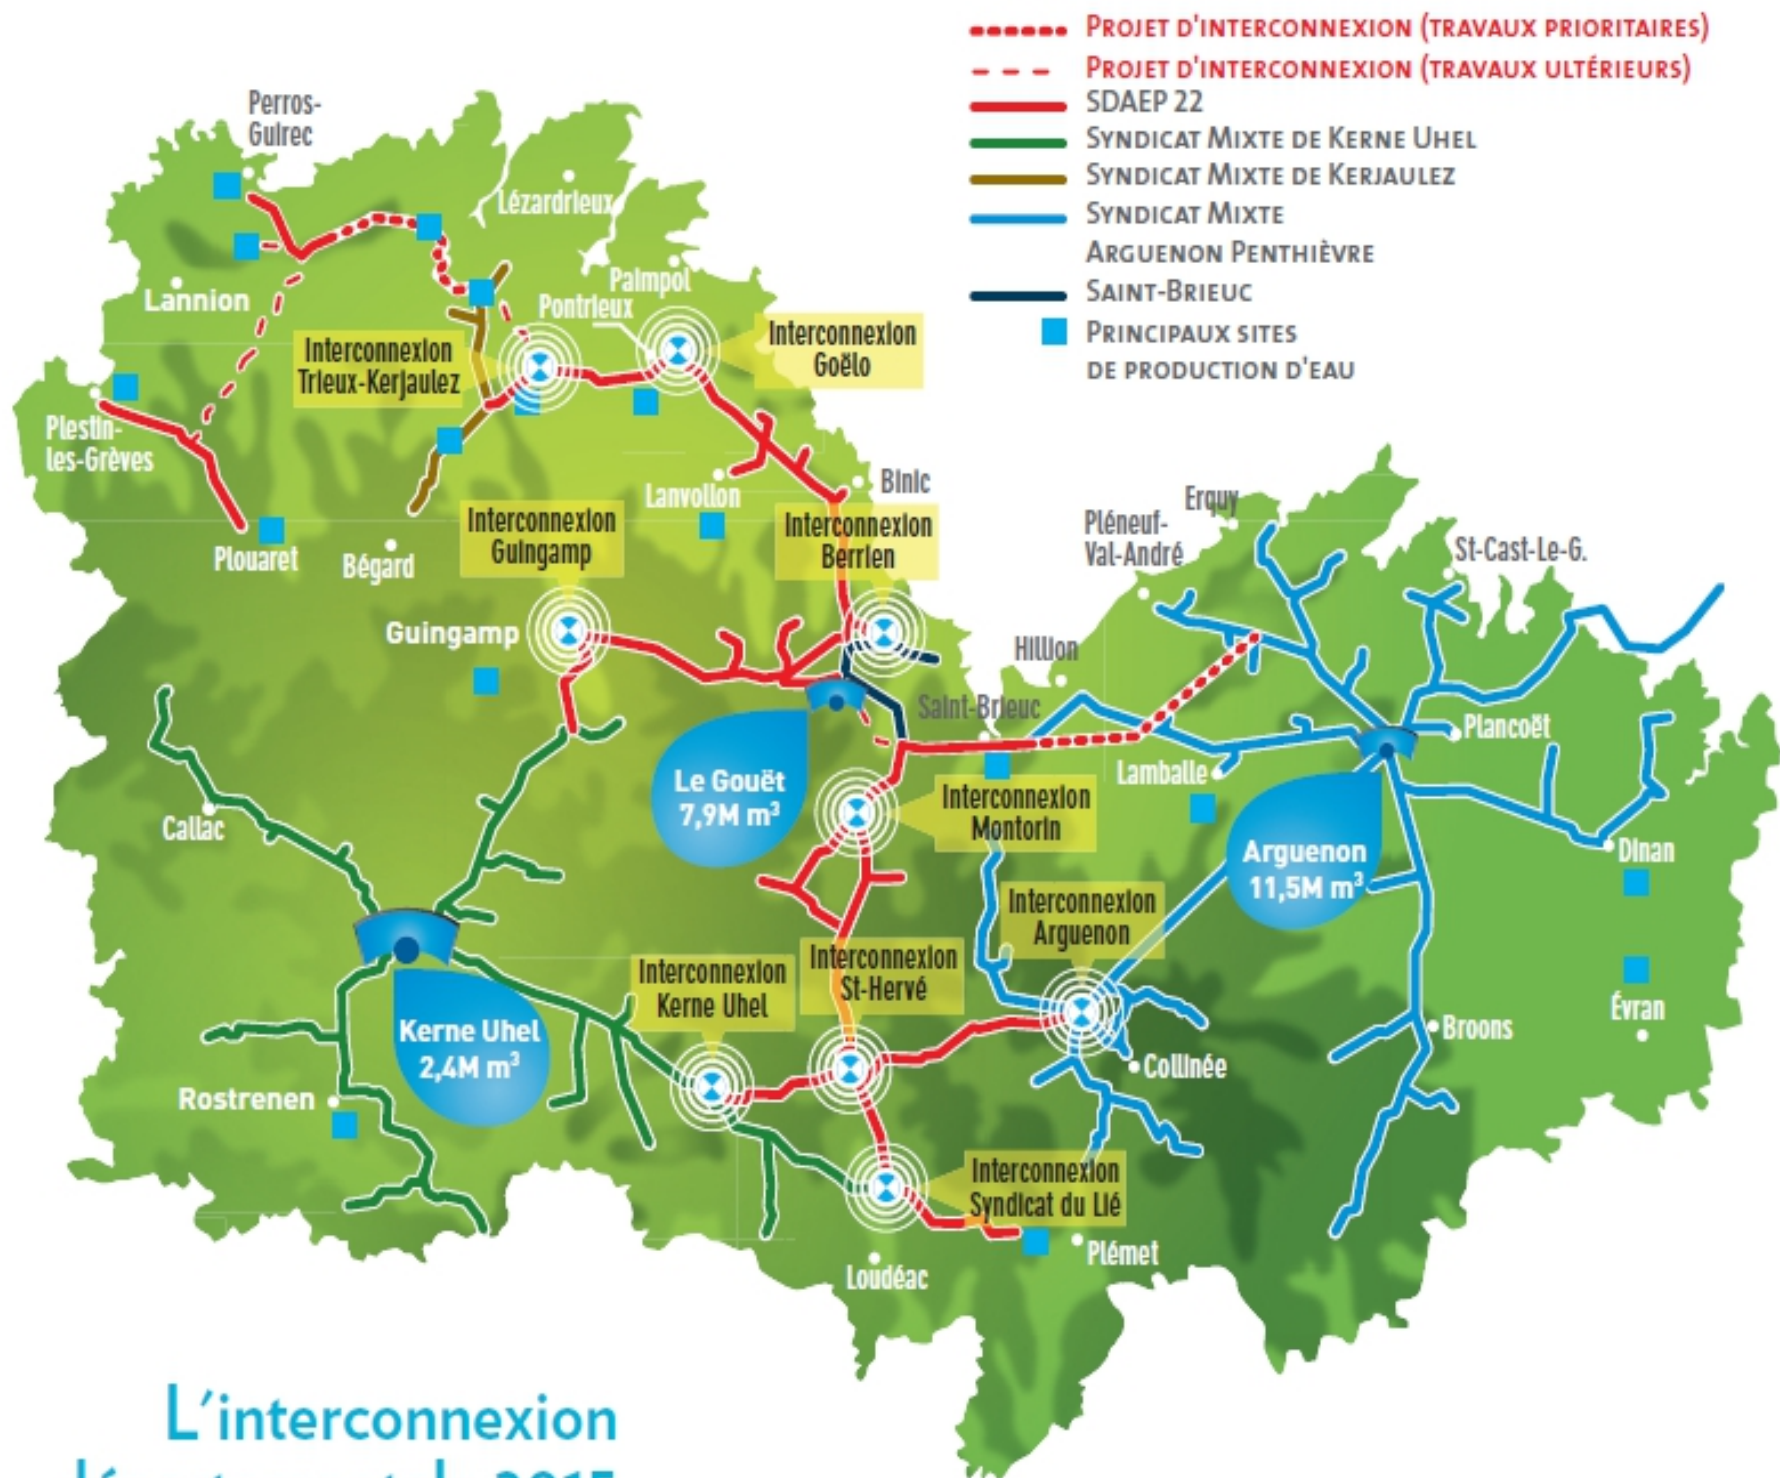 PROJET D'INTERCONNEXION (TRAVAUX PRIORITAIRES)
PROJET D'INTERCONNEXION (TRAVAUX ULTÉRIEURS)
SDAEP 22
SYNDICAT MIXTE DE KERNE UHEL
SYNDICAT MIXTE DE KERJAULEZ
SYNDICAT MIXTE
ARGUENON PENTHIÈVRE
SAINT-BRIEUC
PRINCIPAUX SITES
DE PRODUCTION D'EAU
Perros-
Guirec
Lézardrieux
Paimpol
Pontrieux
Lannion
Interconnexion
Trieux-Kerjaulez
Interconnexion
Goëlo
Plestin-
les-Grèves
Lanvollon
Binic
Interconnexion
Guingamp
Interconnexion
Berrien
Plouaret
Bégard
Erquy
Pléneuf-
Val-André
St-Cast-Le-G.
Guingamp
Hillion
Saint-Brieuc
Plancoët
Lamballe
Le Gouët
7,9M m³
Interconnexion
Montorin
Callac
Arguenon
11,5M m³
Dinan
Interconnexion
Arguenon
Interconnexion
St-Hervé
Interconnexion
Kerne Uhel
Évran
Kerne Uhel
2,4M m³
Broons
Collinée
Rostrenen
Interconnexion
Syndicat du Lié
Plémet
Loudéac
L'interconnexion